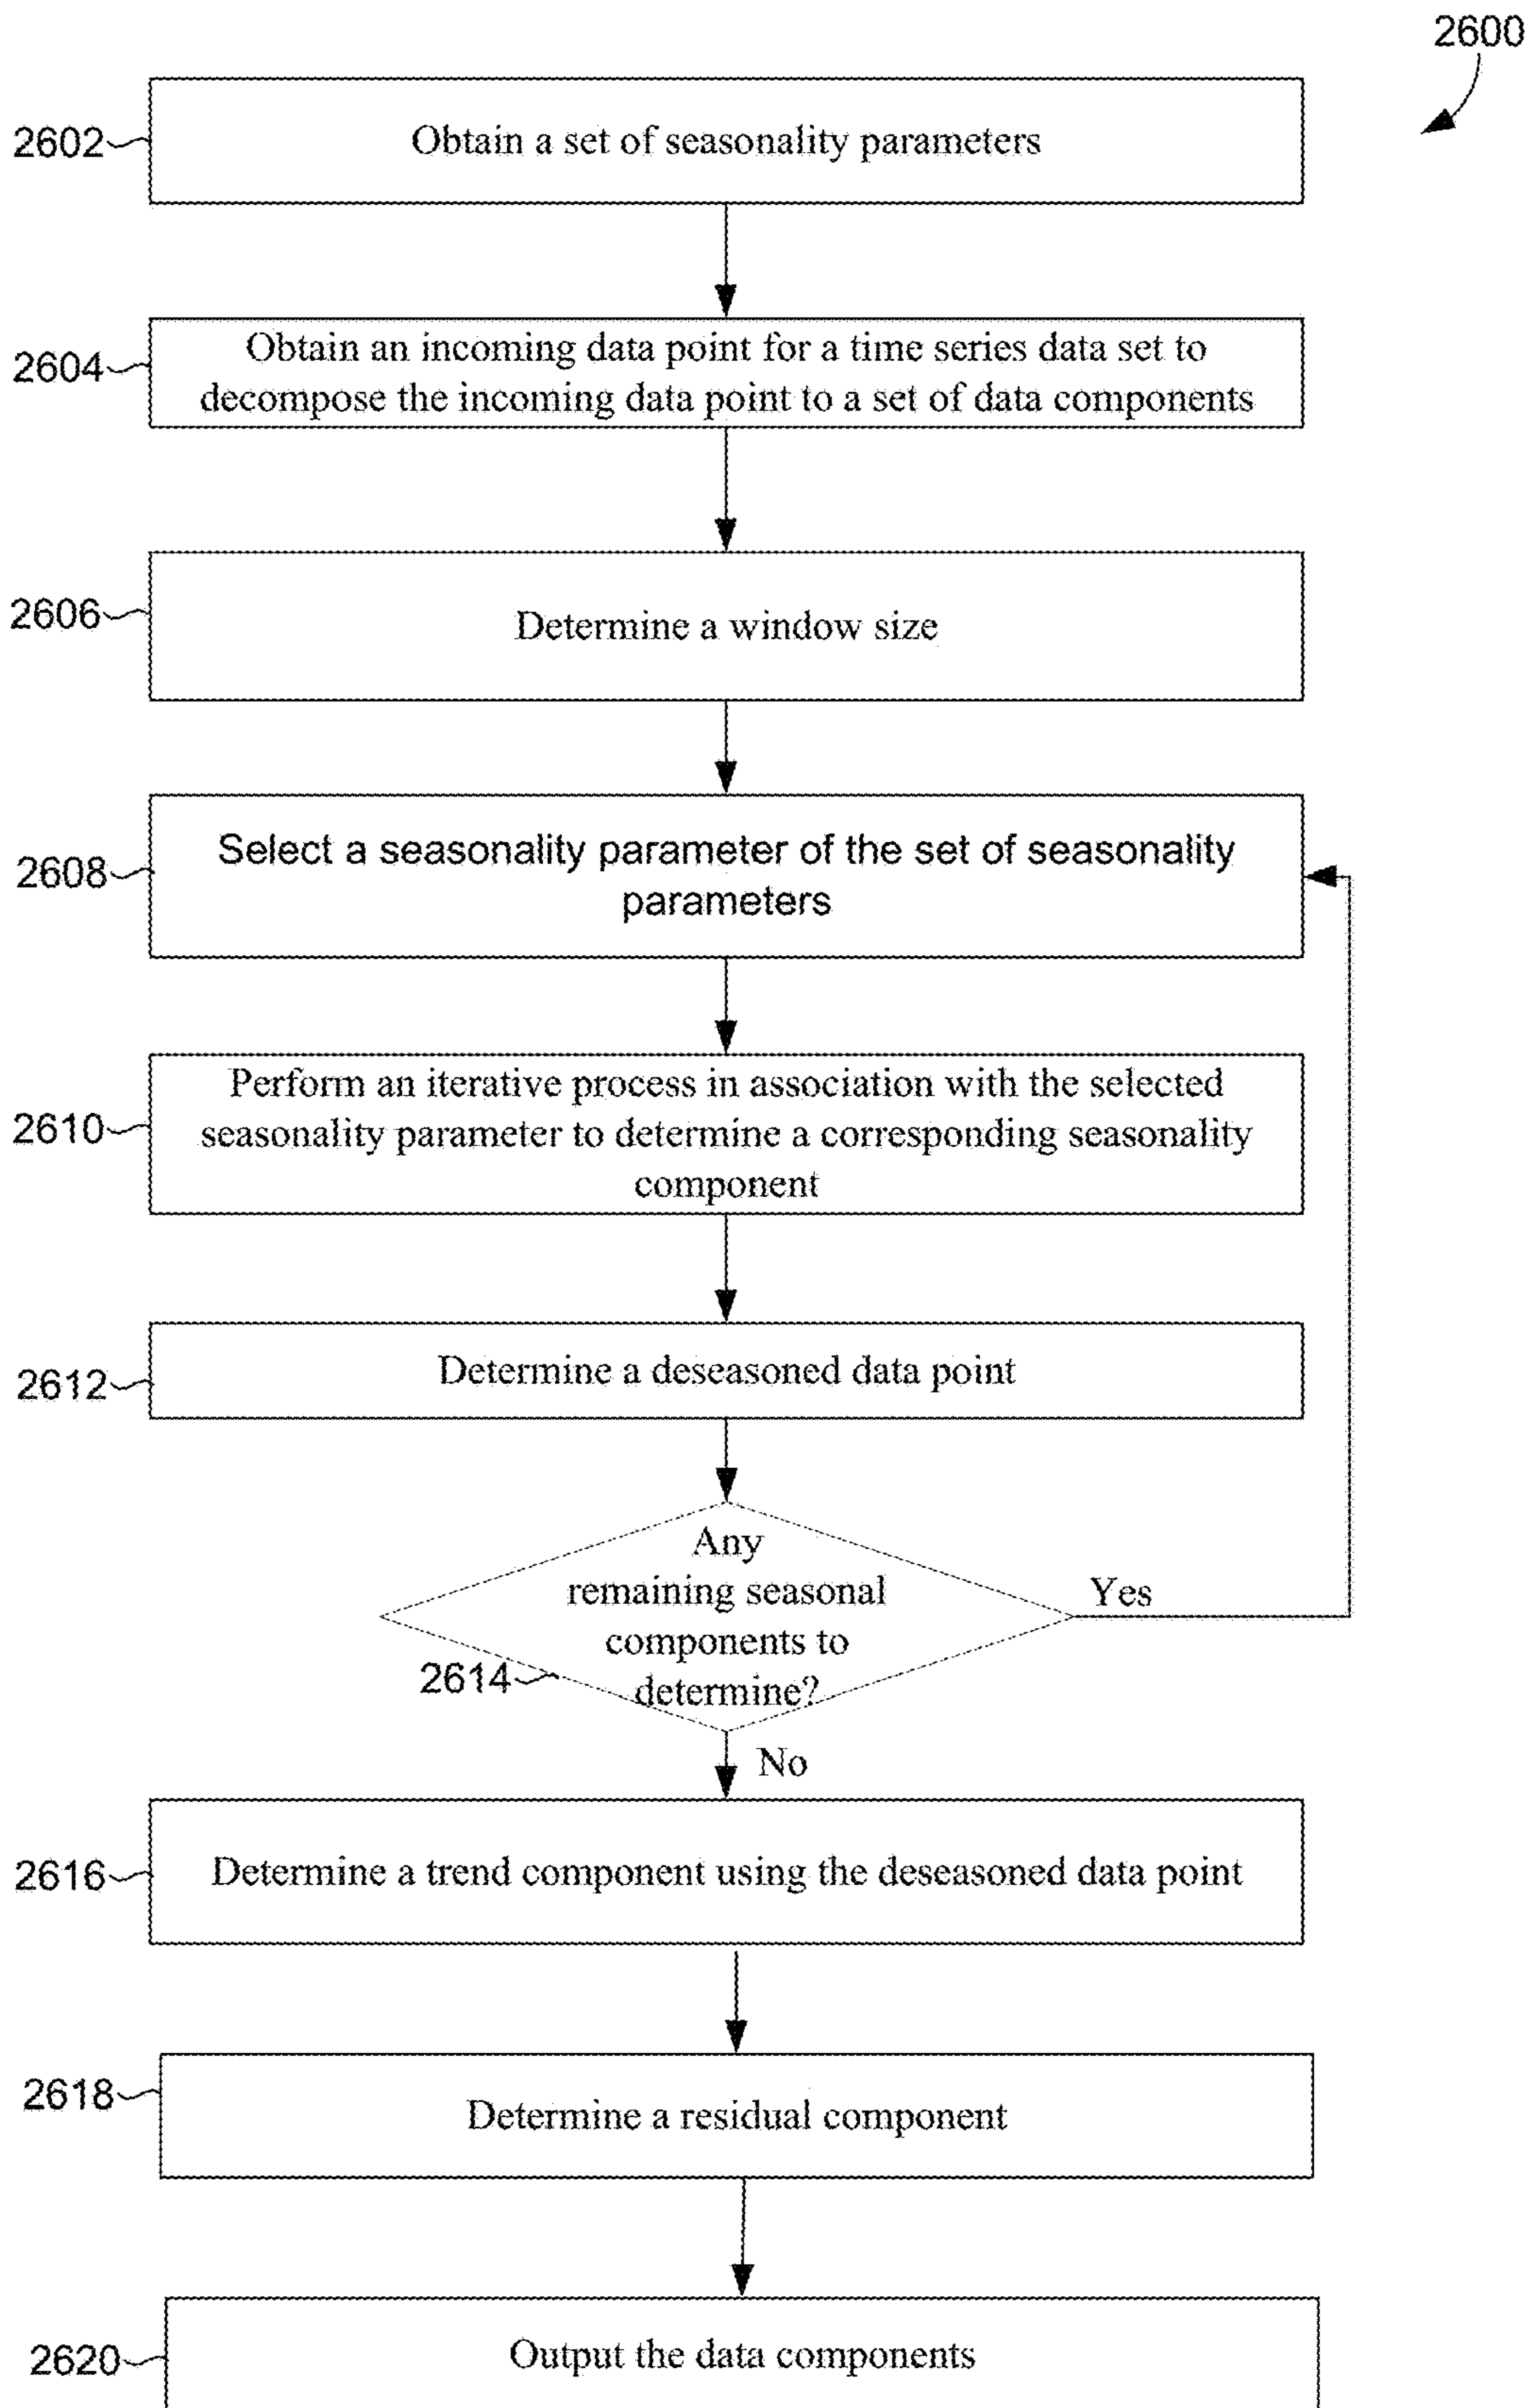 2600
2602
Obtain a set of seasonality parameters
2604
Obtain an incoming data point for a time series data set to
decompose the incoming data point to a set of data components
2606
Determine a window size
2608
Select a seasonality parameter of the set of seasonality
parameters
2610
Perform an iterative process in association with the selected
seasonality parameter to determine a corresponding seasonality
component
2612
Determine a deseasoned data point
Any
remaining seasonal
components to
determine?
Yes
2614
No
2616
Determine a trend component using the deseasoned data point
2618
Determine a residual component
2620
Output the data components